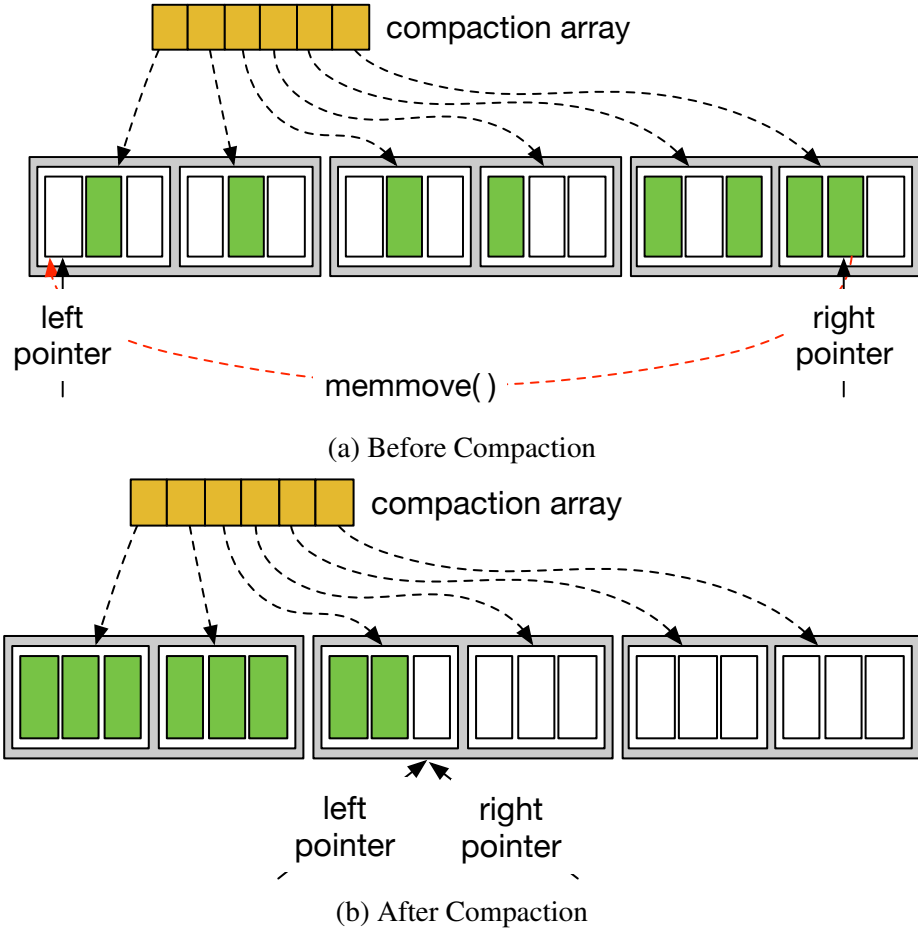 compaction array
left
pointer
right
pointer
memmove( )
(a) Before Compaction
compaction array
left
pointer
right
pointer
(b) After Compaction